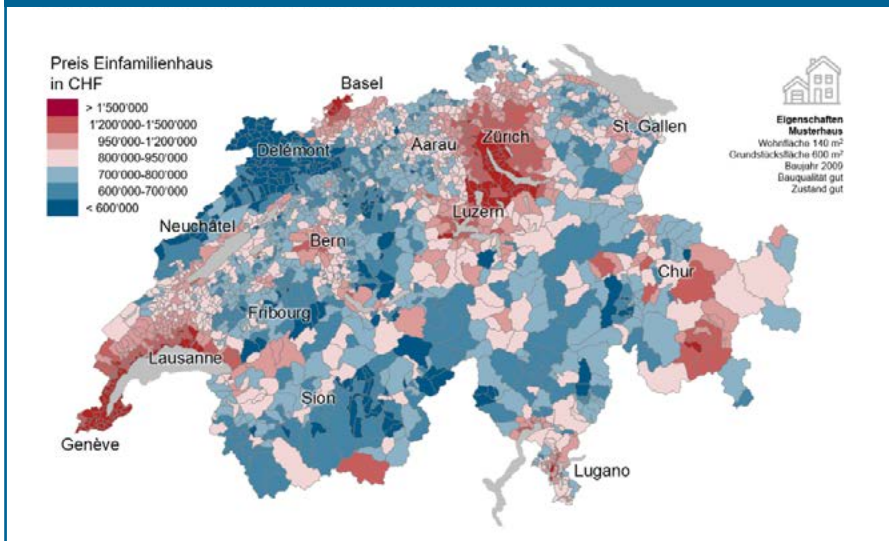 Preis Einfamilienhaus
in CHF
> 1'500'000
1'200'000-1'500'000
950'000-1'200'000
800'000-950'000
700'000-800'000
600'000-700'000
< 600'000
Basel
Delémont
Aarau
Zürich
St. Gallen
Neuchâtel
Bern
Luzern
Chur
Fribourg
Lausanne
Sion
Genève
Lugano
Eigenschaften
Musterhaus
Wohnfläche 140 m²
Grundstücksfläche 600 m²
Baujahr 2009
Bauqualität gut
Zustand gut